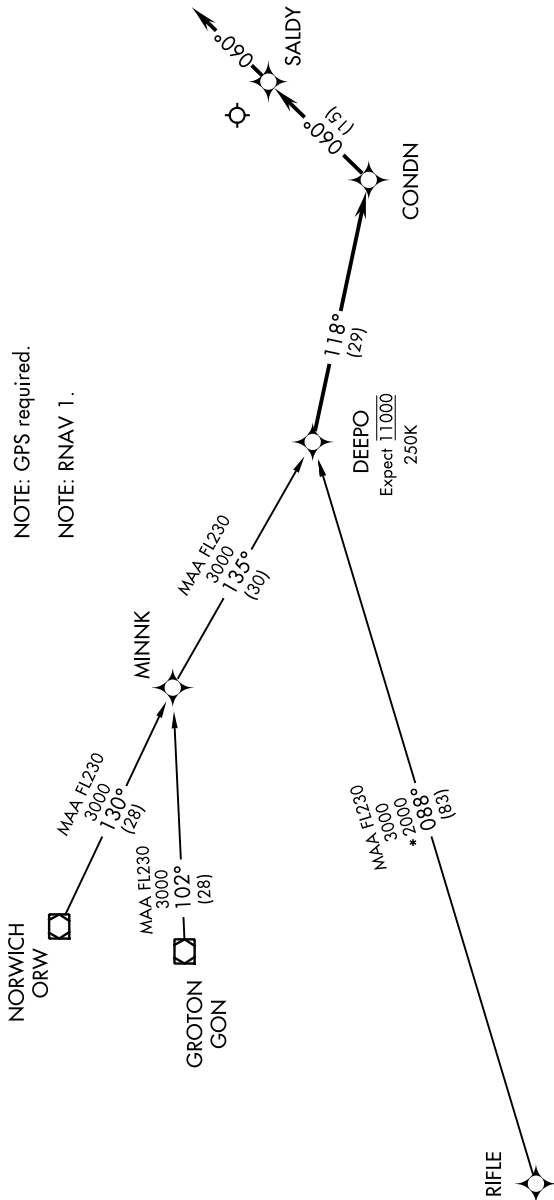 NOTE: GPS required.
NOTE: RNAV 1.
NORWICH
ORW
MAA FL230
3000
130°
(28)
GROTON
GON
MAA FL230
3000
102°
(28)
MINNK
MAA FL230
3000
135°
(30)
RIFLE
MAA FL230
3000
*2000
088°
(83)
DEEPO
Expect 11000
250K
118°
(29)
CONDN
060°
(15)
SALDY
060°